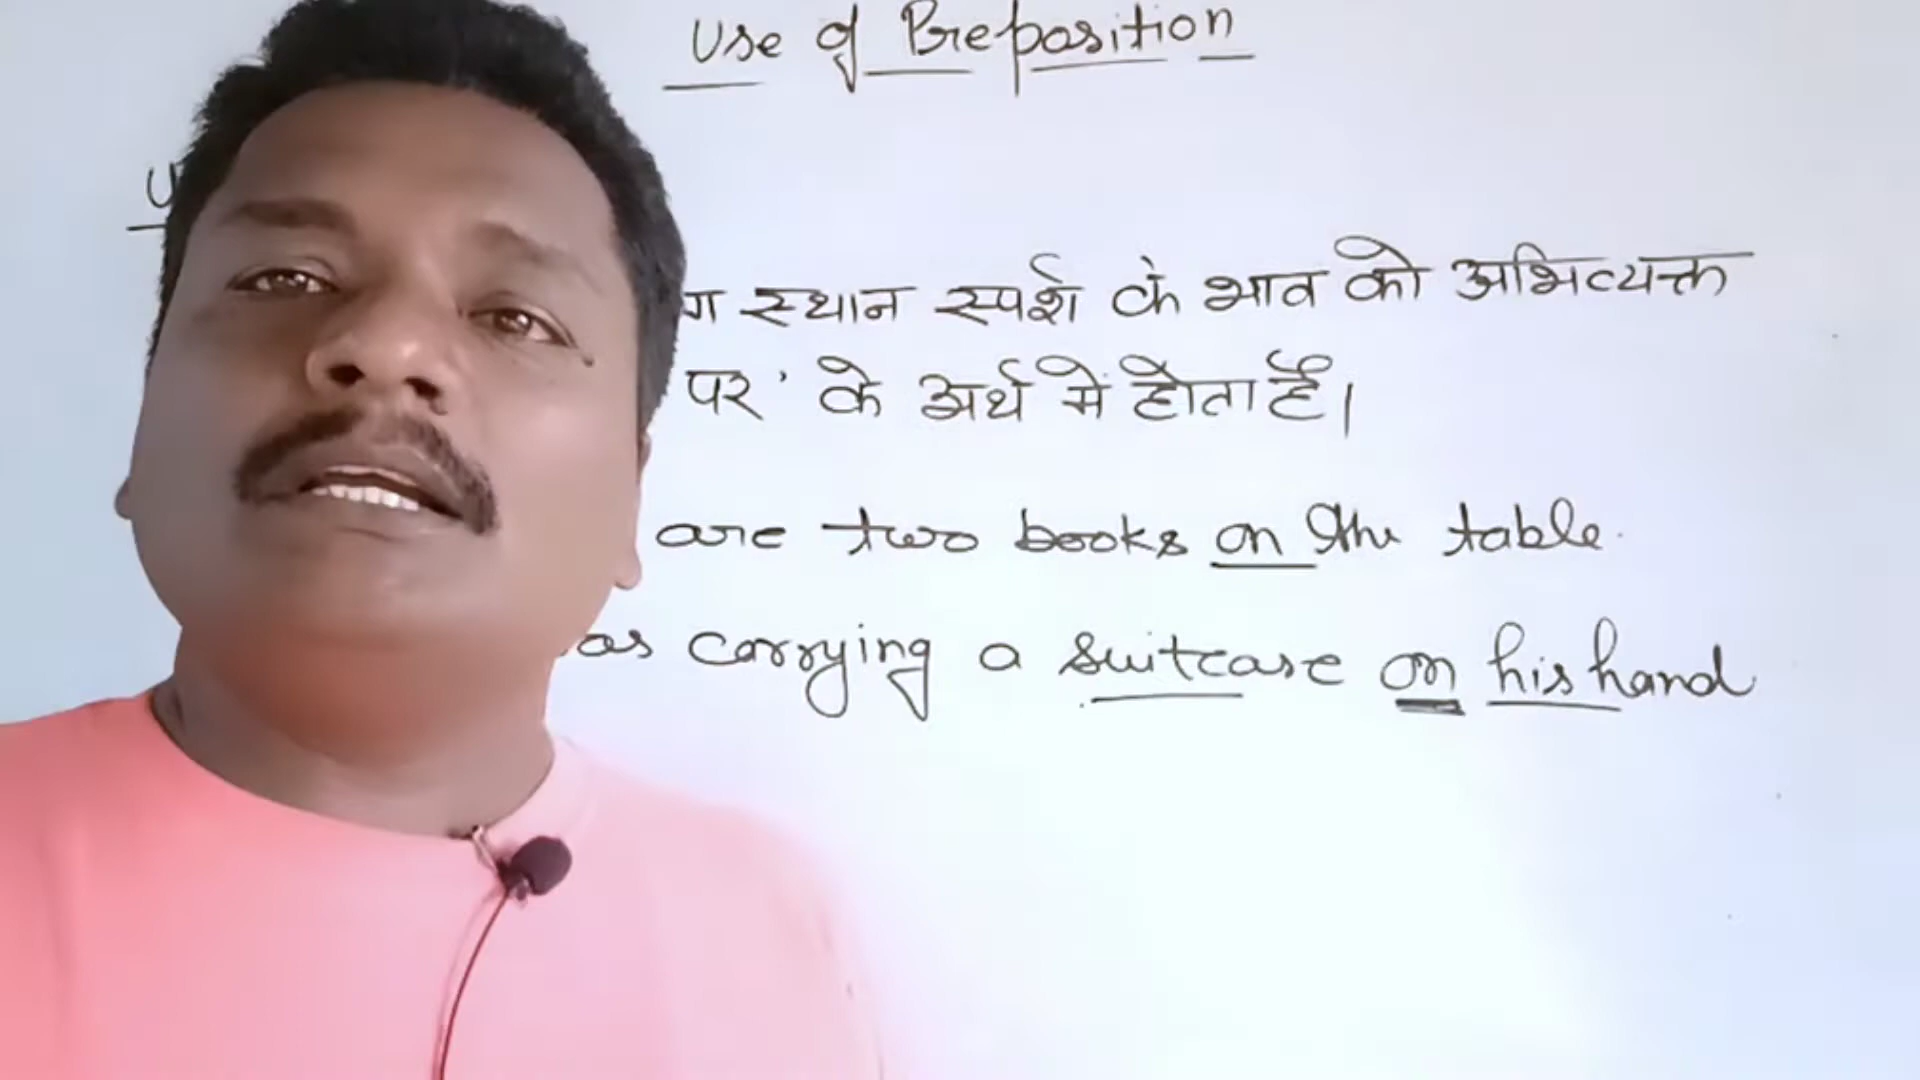 Use of Preposition
स्थान स्पर्श के भाव को अभिव्यक्त
पर' के अर्थ में होता है।
are two books on the table.
as carrying a suitcase on his hand